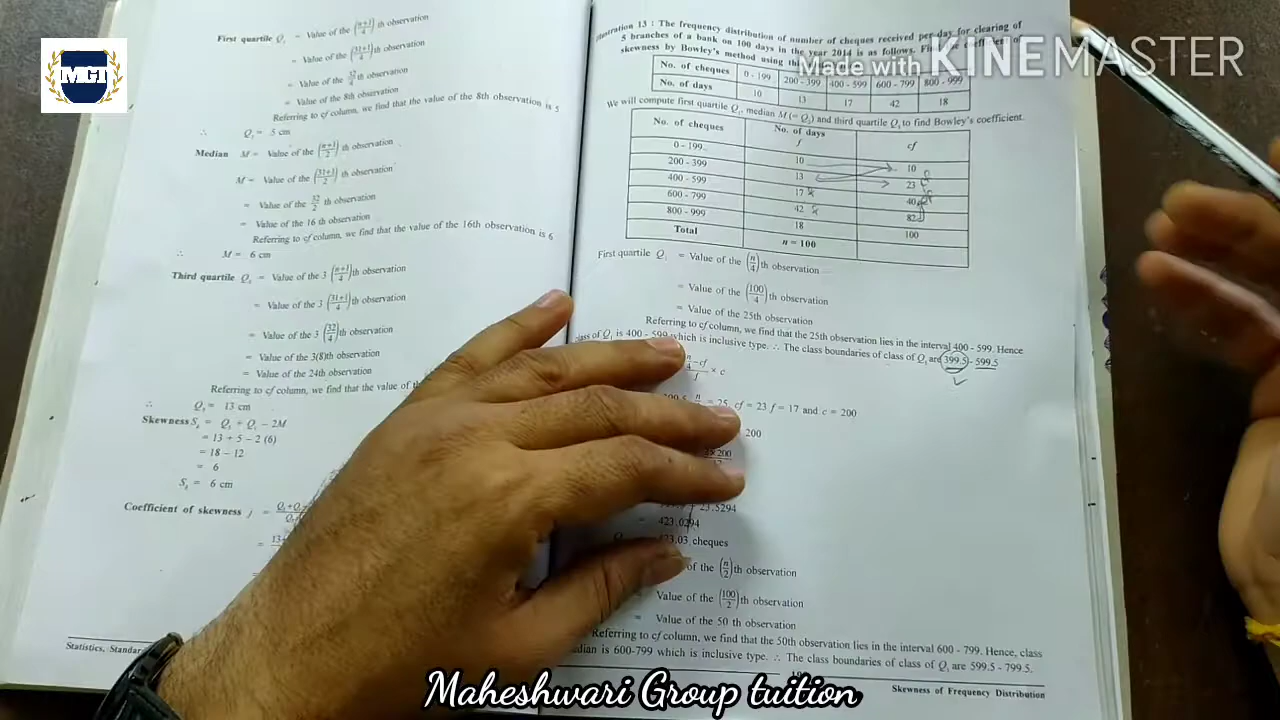 MGT
Made with KINEMASTER
First quartile Q₁ = Value of the (n+1/4) th observation
= Value of the (31+1/4) th observation
= Value of the 32/4 th observation
= Value of the 8th observation
Referring to cf column, we find that the value of the 8th observation is 5
∴ Q₁ = 5 cm
Median M = Value of the (n+1/2) th observation
M = Value of the (31+1/2) th observation
= Value of the 32/2 th observation
= Value of the 16 th observation
Referring to cf column, we find that the value of the 16th observation is 6
∴ M = 6 cm
Third quartile Q₃ = Value of the 3 (n+1/4)th observation
= Value of the 3 (31+1/4)th observation
= Value of the 3 (32/4)th observation
= Value of the 3(8)th observation
= Value of the 24th observation
Referring to cf column, we find that the value of the
∴ Q₃ = 13 cm
Skewness Sₖ = Q₃ + Q₁ – 2M
= 13 + 5 – 2 (6)
= 18 – 12
= 6
Sₖ = 6 cm
Coefficient of skewness j =
Statistics, Standar
Illustration 13 : The frequency distribution of number of cheques received per day for clearing of
5 branches of a bank on 100 days in the year 2014 is as follows.
skewness by Bowley's method using
No. of cheques 0 - 199 200 - 399 400 - 599 600 - 799 800 - 999
No. of days 10 13 17 42 18
We will compute first quartile Q₁, median M (= Q₂) and third quartile Q₃ to find Bowley's coefficient.
No. of cheques No. of days f cf
0 - 199 10 10
200 - 399 13 23
400 - 599 17 40
600 - 799 42 82
800 - 999 18 100
Total n = 100
First quartile Q₁ = Value of the (n/4)th observation
= Value of the (100/4)th observation
= Value of the 25th observation
Referring to cf column, we find that the 25th observation lies in the interval 400 - 599. Hence
class of Q₁ is 400 - 599 which is inclusive type. ∴ The class boundaries of class of Q₁ are 399.5 - 599.5
– cf / f × c
= 25, cf = 23 f = 17 and c = 200
200
23.5294
= 423.0294
423.03 cheques
of the (n/2)th observation
Value of the (100/2)th observation
= Value of the 50 th observation
Referring to cf column, we find that the 50th observation lies in the interval 600 - 799. Hence, class
median is 600-799 which is inclusive type. ∴ The class boundaries of class of Q₁ are 599.5 - 799.5.
Skewness of Frequency Distribution
Maheshwari Group tuition